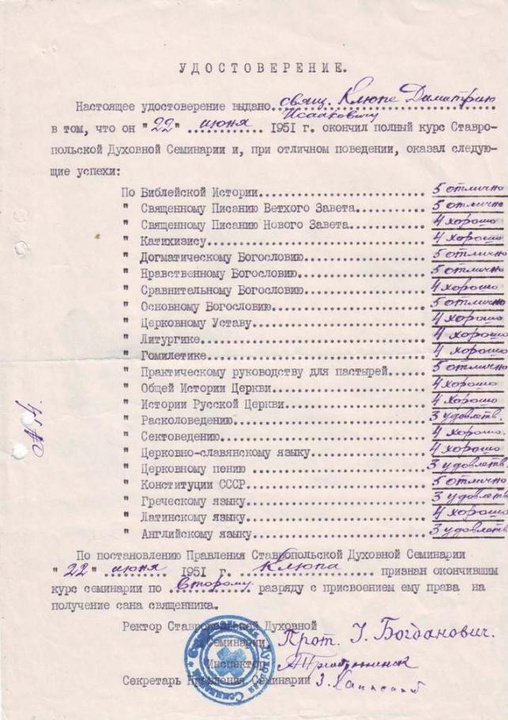 УДОСТОВЕРЕНИЕ.
Настоящее удостоверение выдано свящ. Клюпе Димитрию
Исааковичу
в том, что он "22" июня 1951 г. окончил полный курс Ставро-
польской Духовной Семинарии и, при отличном поведении, оказал следую-
щие успехи:
По Библейской Истории 5 отлично
" Священному Писанию Ветхого Завета 5 отлично
" Священному Писанию Нового Завета 4 хорошо
" Катихизису 4 хорошо
" Догматическому Богословию 5 отлично
" Нравственному Богословию 5 отлично
" Сравнительному Богословию 4 хорошо
" Основному Богословию 5 отлично
" Церковному Уставу 4 хорошо
" Литургике 4 хорошо
" Гомилетике 4 хорошо
" Практическому руководству для пастырей 5 отлично
" Общей Истории Церкви 4 хорошо
" Истории Русской Церкви 4 хорошо
" Расколоведению 3 удовлетв.
" Сектоведению 4 хорошо
" Церковно-славянскому языку 4 хорошо
" Церковному пению 3 удовлетв.
" Конституции СССР 5 отлично
" Греческому языку 3 удовлетв.
" Латинскому языку 4 хорошо
" Английскому языку 3 удовлетв.
По постановлению Правления Ставропольской Духовной Семинарии
"22" июня 1951 г. Клюпа признан окончившим
курс семинарии по второму разряду с присвоением ему права на
получение сана священника.
Ректор Ставропольской Духовной
Семинарии Прот. І. Богданович.
Инспектор
Секретарь Правления Семинарии